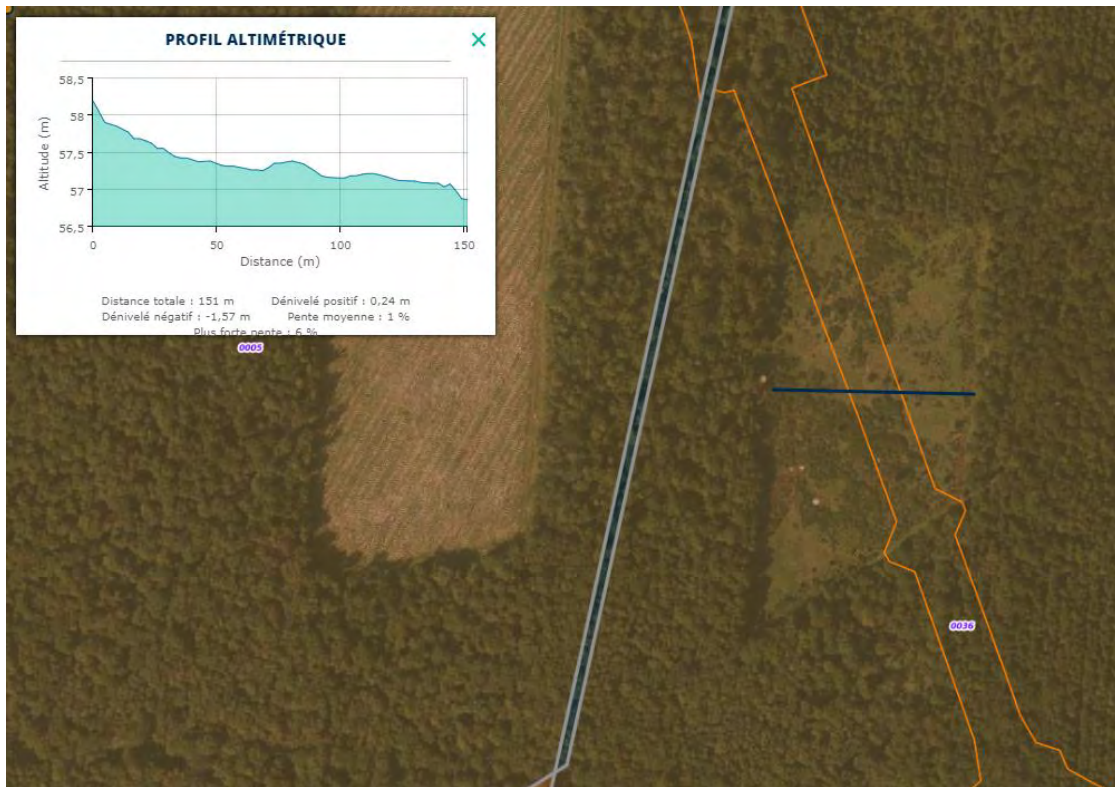 PROFIL ALTIMÉTRIQUE
58,5
58
57,5
57
56,5
Altitude (m)
0 50 100 150
Distance (m)
Distance totale : 151 m Dénivelé positif : 0,24 m
Dénivelé négatif : -1,57 m Pente moyenne : 1 %
Plus forte pente : 6 %
0005
0036